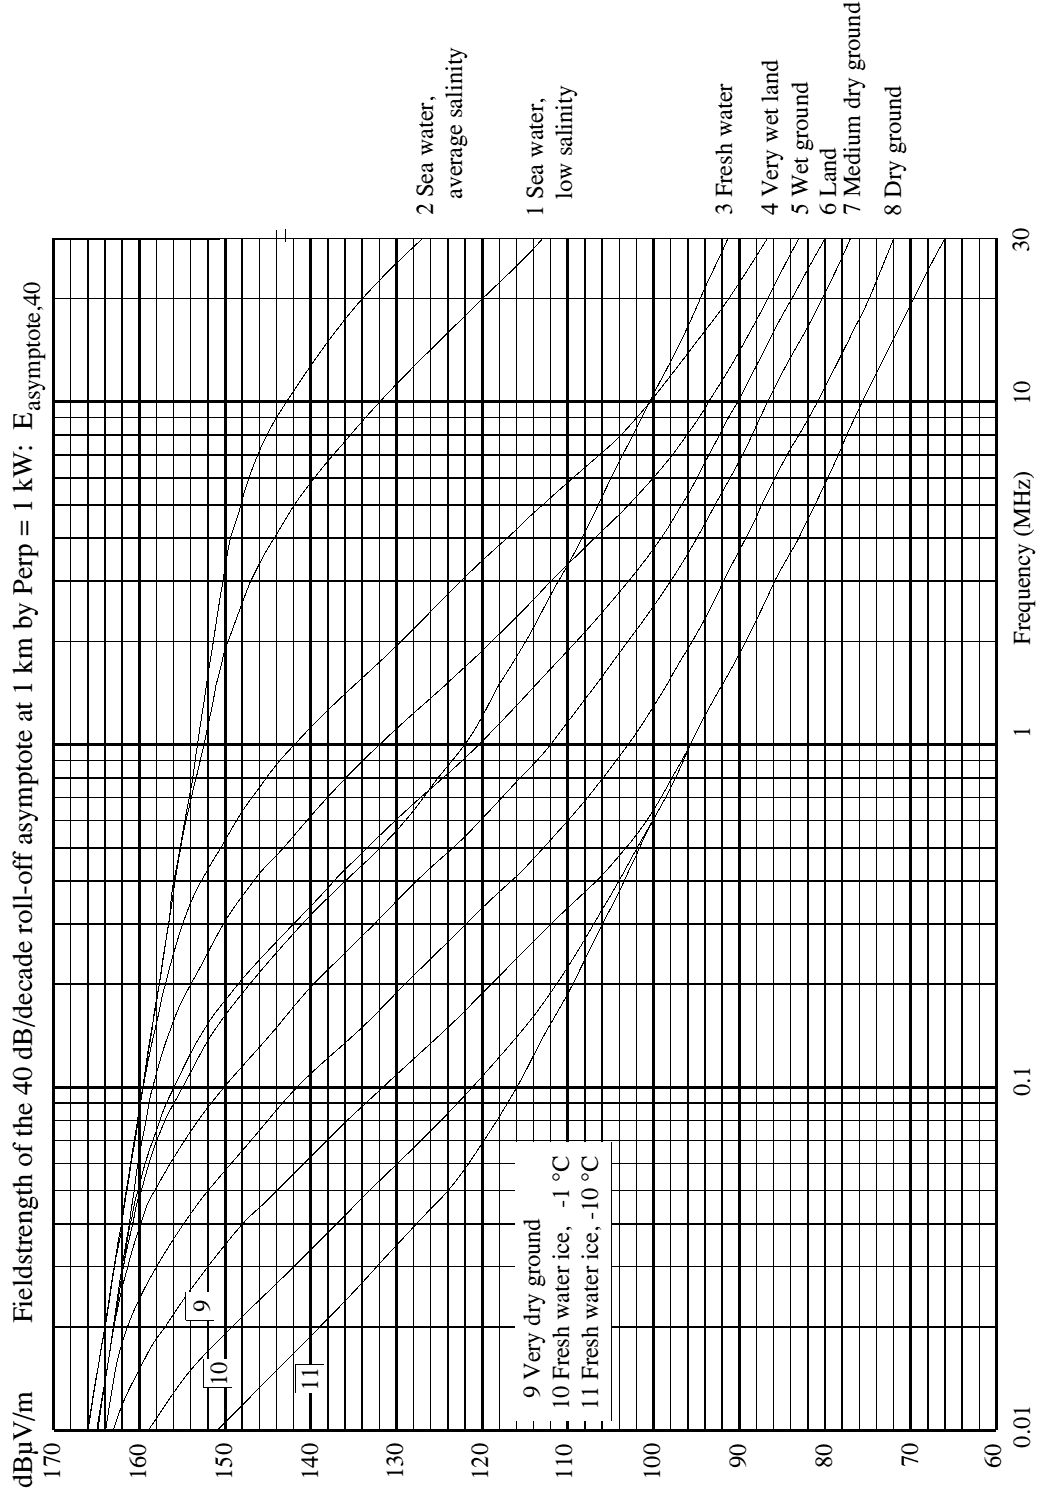 dBµV/m Fieldstrength of the 40 dB/decade roll-off asymptote at 1 km by Perp = 1 kW: Easymptote,40
170
160
150
140
130
120
110
100
90
80
70
60
2 Sea water,
average salinity
1 Sea water,
low salinity
3 Fresh water
4 Very wet land
5 Wet ground
6 Land
7 Medium dry ground
8 Dry ground
9
10
11
9 Very dry ground
10 Fresh water ice, -1 °C
11 Fresh water ice, -10 °C
0.01 0.1 1 10 30
Frequency (MHz)